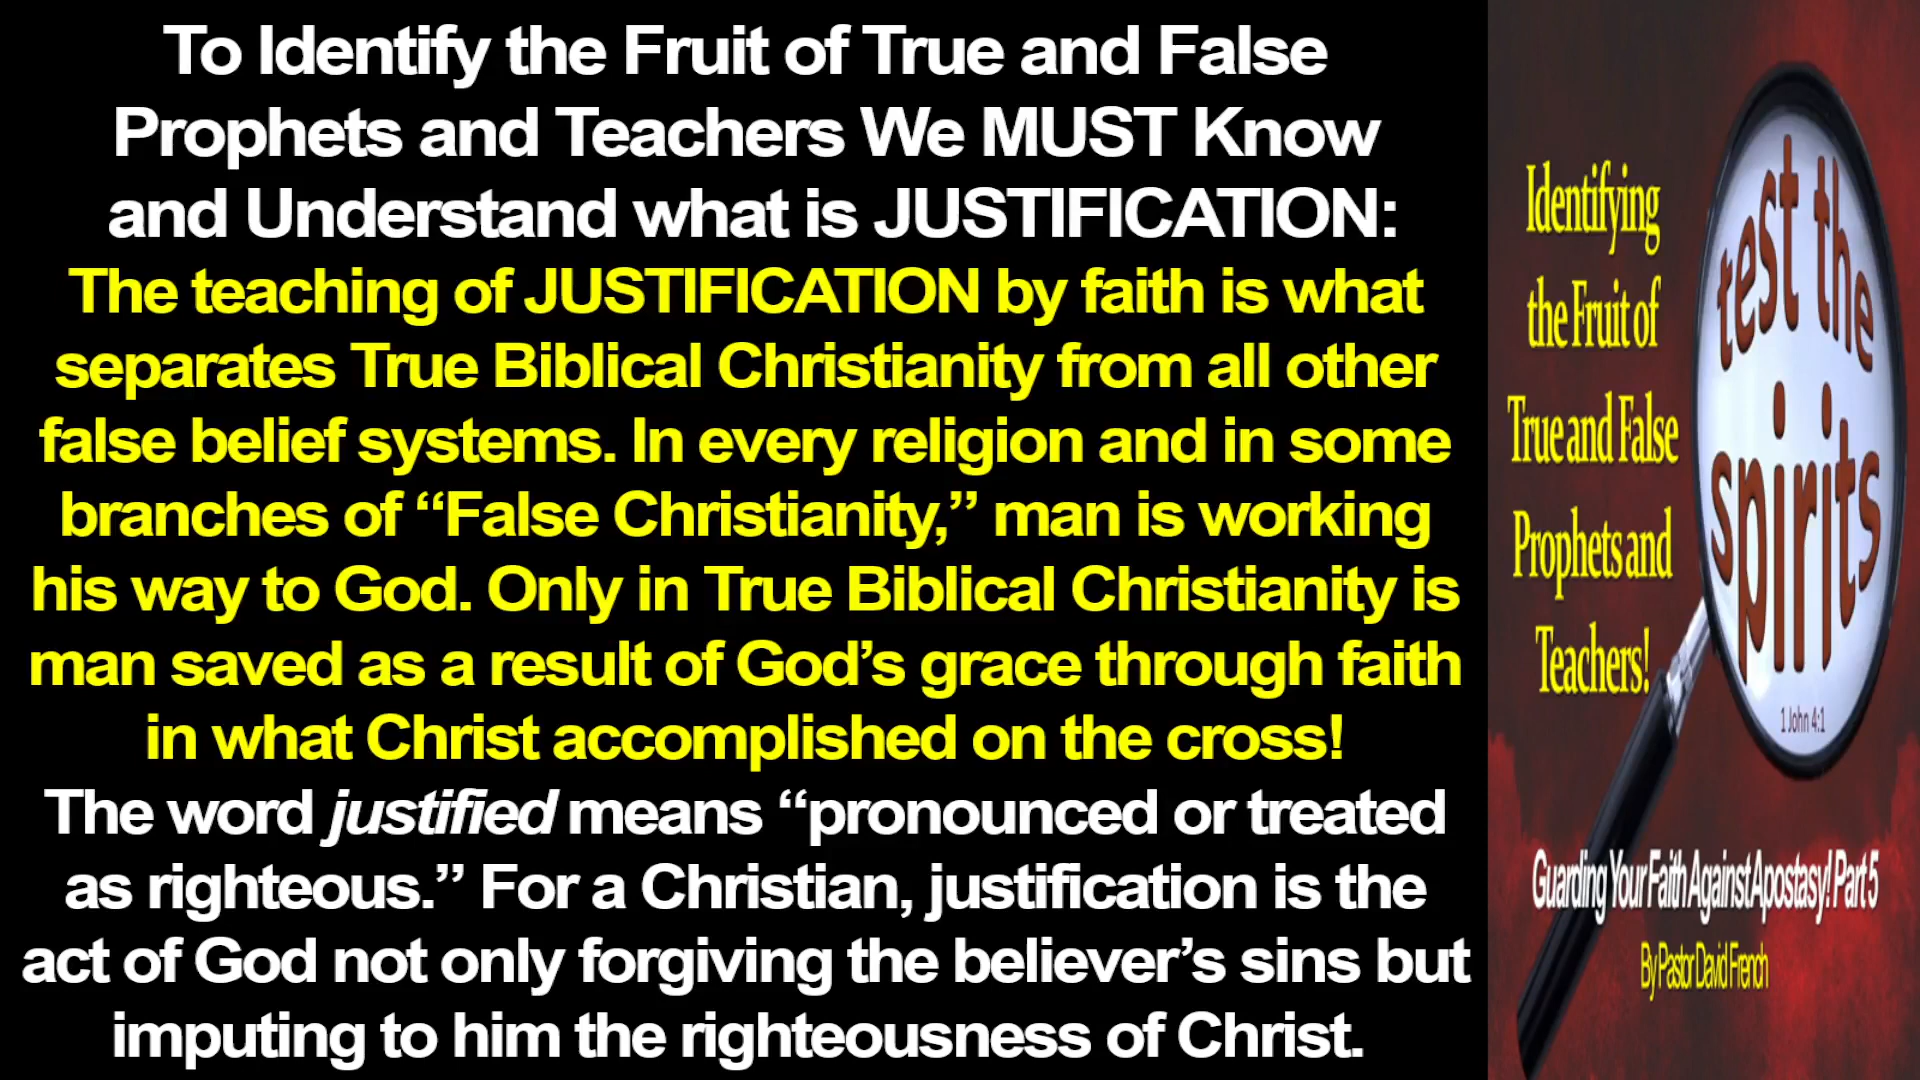 To Identify the Fruit of True and False
Prophets and Teachers We MUST Know
and Understand what is JUSTIFICATION:
The teaching of JUSTIFICATION by faith is what
separates True Biblical Christianity from all other
false belief systems. In every religion and in some
branches of “False Christianity,” man is working
his way to God. Only in True Biblical Christianity is
man saved as a result of God’s grace through faith
in what Christ accomplished on the cross!
The word justified means “pronounced or treated
as righteous.” For a Christian, justification is the
act of God not only forgiving the believer’s sins but
imputing to him the righteousness of Christ.
Identifying
the Fruit of
True and False
Prophets and
Teachers!
test the
spirits
1 John 4:1
Guarding Your Faith Against Apostasy! Part 5
By Pastor David French